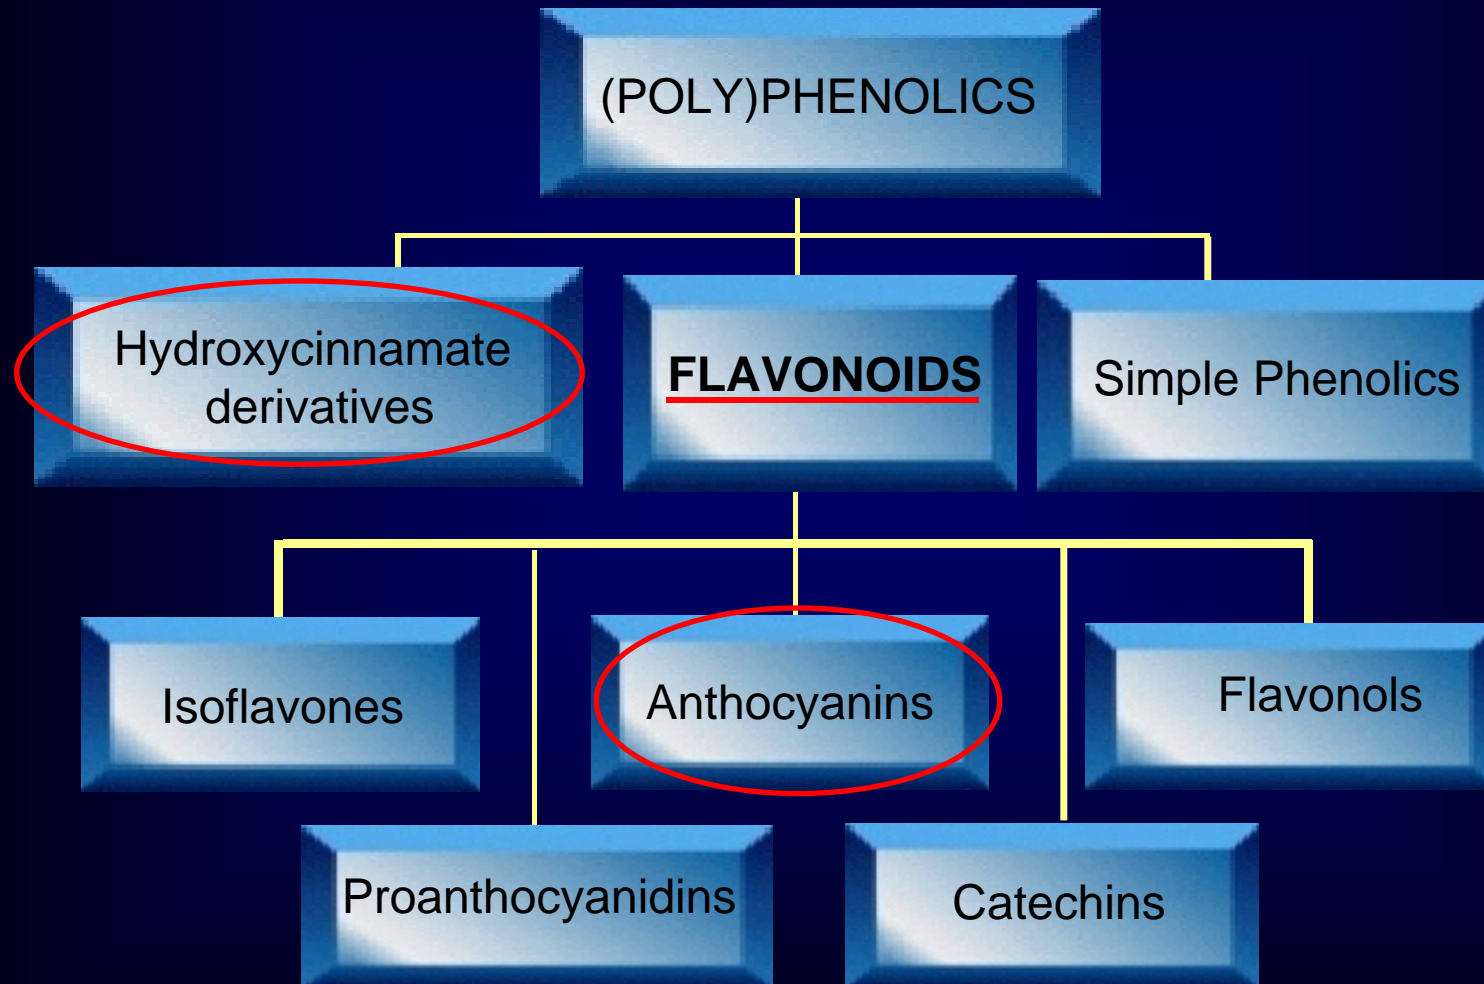 (POLY)PHENOLICS
Hydroxycinnamate
derivatives
FLAVONOIDS
Simple Phenolics
Isoflavones
Anthocyanins
Flavonols
Proanthocyanidins
Catechins